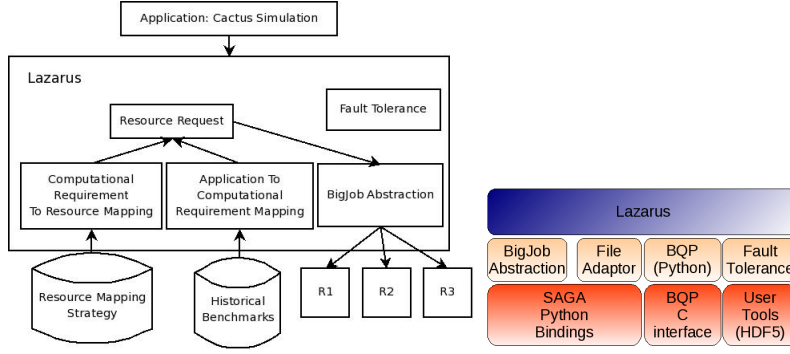 Application: Cactus Simulation
Lazarus
Fault Tolerance
Resource Request
Computational
Requirement
To Resource Mapping
Application To
Computational
Requirement Mapping
BigJob Abstraction
Resource Mapping
Strategy
Historical
Benchmarks
R1
R2
R3
Lazarus
BigJob
Abstraction
File
Adaptor
BQP
(Python)
Fault
Tolerance
SAGA
Python
Bindings
BQP
C
interface
User
Tools
(HDF5)